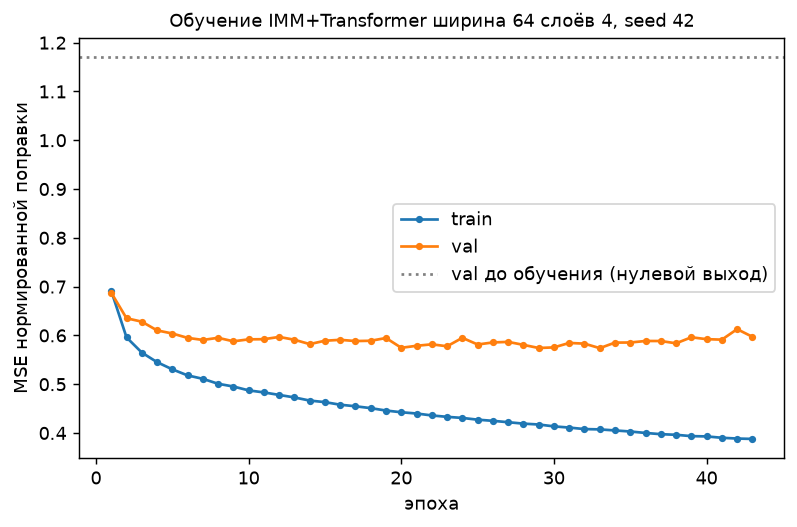 Обучение IMM+Transformer ширина 64 слоёв 4, seed 42
MSE нормированной поправки
1.2
1.1
1.0
0.9
0.8
0.7
0.6
0.5
0.4
train
val
val до обучения (нулевой выход)
0
10
20
30
40
эпоха